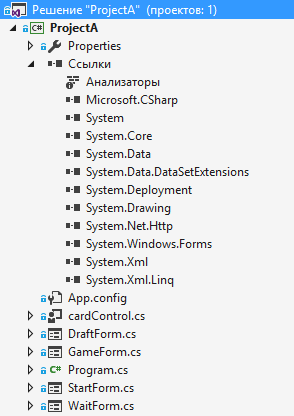 Решение "ProjectA" (проектов: 1)
ProjectA
Properties
Ссылки
Анализаторы
Microsoft.CSharp
System
System.Core
System.Data
System.Data.DataSetExtensions
System.Deployment
System.Drawing
System.Net.Http
System.Windows.Forms
System.Xml
System.Xml.Linq
App.config
cardControl.cs
DraftForm.cs
GameForm.cs
Program.cs
StartForm.cs
WaitForm.cs